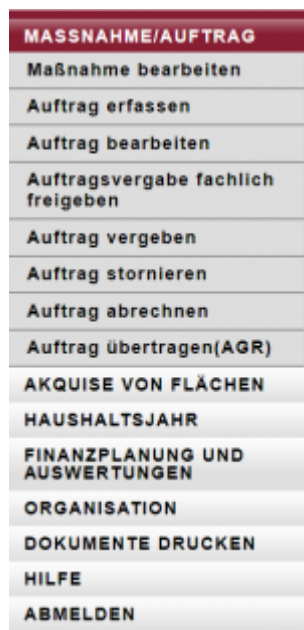 MASSNAHME/AUFTRAG
Maßnahme bearbeiten
Auftrag erfassen
Auftrag bearbeiten
Auftragsvergabe fachlich
freigeben
Auftrag vergeben
Auftrag stornieren
Auftrag abrechnen
Auftrag übertragen(AGR)
AKQUISE VON FLÄCHEN
HAUSHALTSJAHR
FINANZPLANUNG UND
AUSWERTUNGEN
ORGANISATION
DOKUMENTE DRUCKEN
HILFE
ABMELDEN